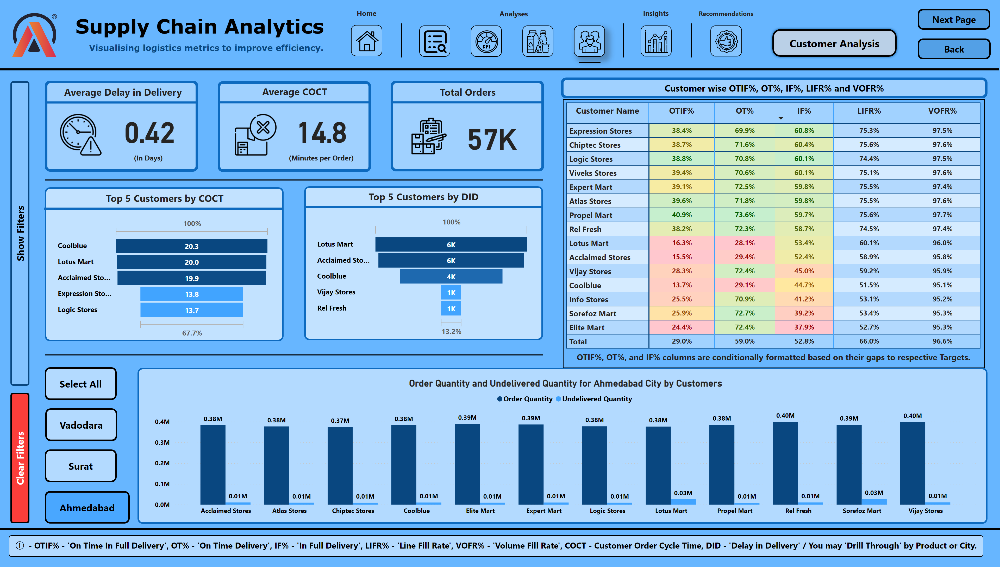 Supply Chain Analytics
Visualising logistics metrics to improve efficiency.
®
Home
Analyses
Insights
Recommendations
KPI
Customer Analysis
Next Page
Back
Show Filters
Clear Filters
Average Delay in Delivery
0.42
(In Days)
Average COCT
14.8
(Minutes per Order)
Total Orders
57K
Top 5 Customers by COCT
100%
Coolblue 20.3
Lotus Mart 20.0
Acclaimed Sto... 19.9
Expression Sto... 13.8
Logic Stores 13.7
67.7%
Top 5 Customers by DID
100%
Lotus Mart 6K
Acclaimed Sto... 6K
Coolblue 4K
Vijay Stores 1K
Rel Fresh 1K
13.2%
Customer wise OTIF%, OT%, IF%, LIFR% and VOFR%
Customer Name OTIF% OT% IF% LIFR% VOFR%
Expression Stores 38.4% 69.9% 60.8% 75.3% 97.5%
Chiptec Stores 38.7% 71.6% 60.4% 75.6% 97.6%
Logic Stores 38.8% 70.8% 60.1% 74.4% 97.5%
Viveks Stores 39.4% 70.6% 60.1% 75.1% 97.6%
Expert Mart 39.1% 72.5% 59.8% 75.5% 97.4%
Atlas Stores 39.6% 71.8% 59.8% 75.5% 97.6%
Propel Mart 40.9% 73.6% 59.7% 75.6% 97.7%
Rel Fresh 38.2% 72.3% 58.7% 74.5% 97.4%
Lotus Mart 16.3% 28.1% 53.4% 60.1% 96.0%
Acclaimed Stores 15.5% 29.4% 52.4% 58.9% 95.8%
Vijay Stores 28.3% 72.4% 45.0% 59.2% 95.9%
Coolblue 13.7% 29.1% 44.7% 51.5% 95.1%
Info Stores 25.5% 70.9% 41.2% 53.1% 95.2%
Sorefoz Mart 25.9% 72.7% 39.2% 53.4% 95.3%
Elite Mart 24.4% 72.4% 37.9% 52.7% 95.3%
Total 29.0% 59.0% 52.8% 66.0% 96.6%
OTIF%, OT%, and IF% columns are conditionally formatted based on their gaps to respective Targets.
Select All
Vadodara
Surat
Ahmedabad
Order Quantity and Undelivered Quantity for Ahmedabad City by Customers
Order Quantity Undelivered Quantity
0.4M
0.3M
0.2M
0.1M
0.0M
0.38M 0.38M 0.37M 0.38M 0.39M 0.39M 0.38M 0.38M 0.38M 0.40M 0.39M 0.40M
0.01M 0.01M 0.01M 0.01M 0.01M 0.01M 0.01M 0.03M 0.01M 0.01M 0.03M 0.01M
Acclaimed Stores Atlas Stores Chiptec Stores Coolblue Elite Mart Expert Mart Logic Stores Lotus Mart Propel Mart Rel Fresh Sorefoz Mart Vijay Stores
ⓘ - OTIF% - 'On Time In Full Delivery', OT% - 'On Time Delivery', IF% - 'In Full Delivery', LIFR% - 'Line Fill Rate', VOFR% - 'Volume Fill Rate', COCT - Customer Order Cycle Time, DID - 'Delay in Delivery' / You may 'Drill Through' by Product or City.